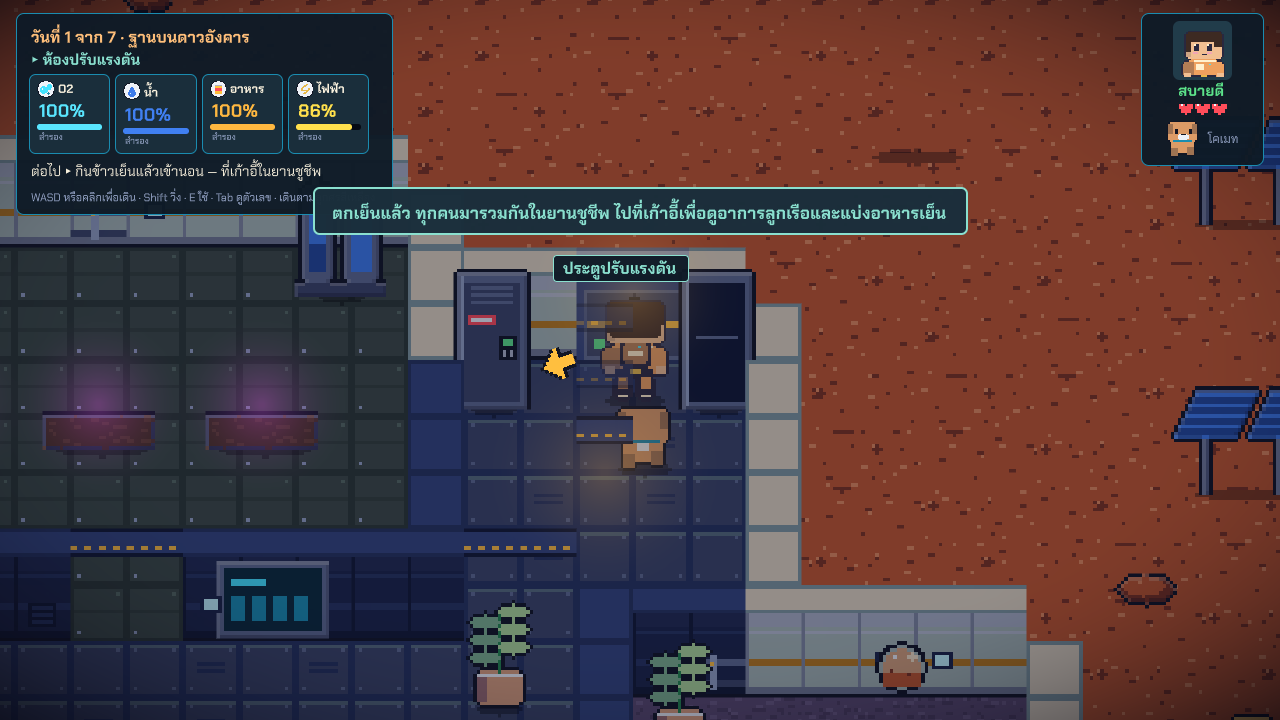 วันที่ 1 จาก 7 · ฐานบนดาวอังคาร
▸ ห้องปรับแรงดัน
O2
100%
สำรอง
น้ำ
100%
สำรอง
อาหาร
100%
สำรอง
ไฟฟ้า
86%
สำรอง
ต่อไป ▸ กินข้าวเย็นแล้วเข้านอน — ที่เก้าอี้ในยานชูชีพ
WASD หรือคลิกเพื่อเดิน · Shift วิ่ง · E ใช้ · Tab ดูตัวเลข · เดินตาม
ตกเย็นแล้ว ทุกคนมารวมกันในยานชูชีพ ไปที่เก้าอี้เพื่อดูอาการลูกเรือและแบ่งอาหารเย็น
ประตูปรับแรงดัน
สบายดี
โคเมท